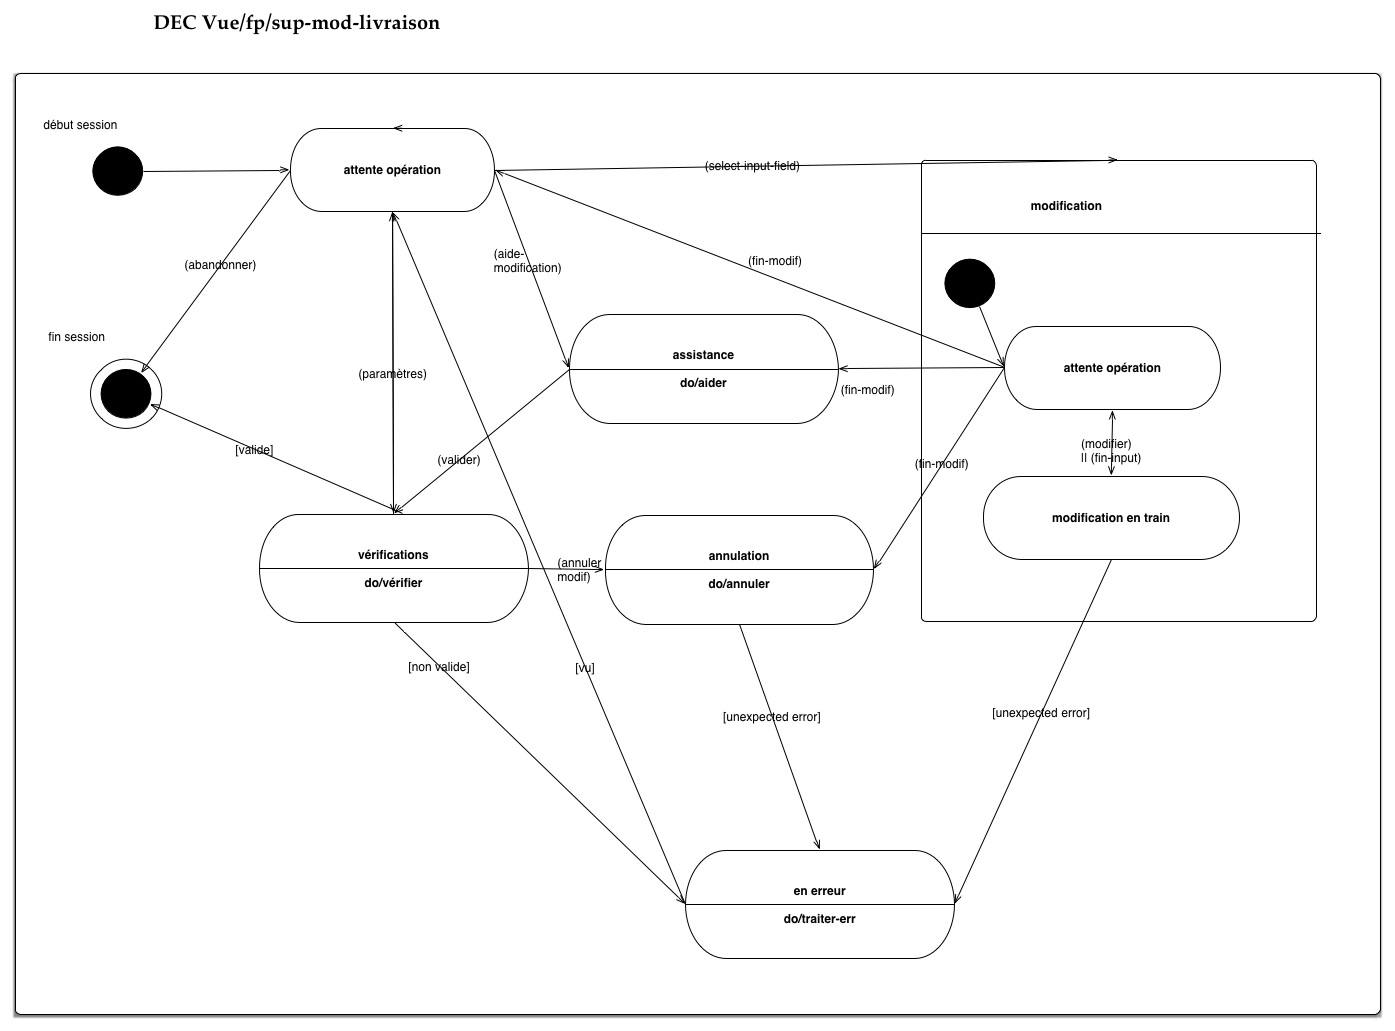 DEC Vue/fp/sup-mod-livraison
début session
attente opération
(select input-field)
modification
(abandonner)
(aide-
modification)
(fin-modif)
fin session
assistance
do/aider
(paramètres)
(fin-modif)
attente opération
[valide]
(valider)
(fin-modif)
(modifier)
II (fin-input)
modification en train
vérifications
do/vérifier
(annuler
modif)
annulation
do/annuler
[non valide]
[vu]
[unexpected error]
[unexpected error]
en erreur
do/traiter-err